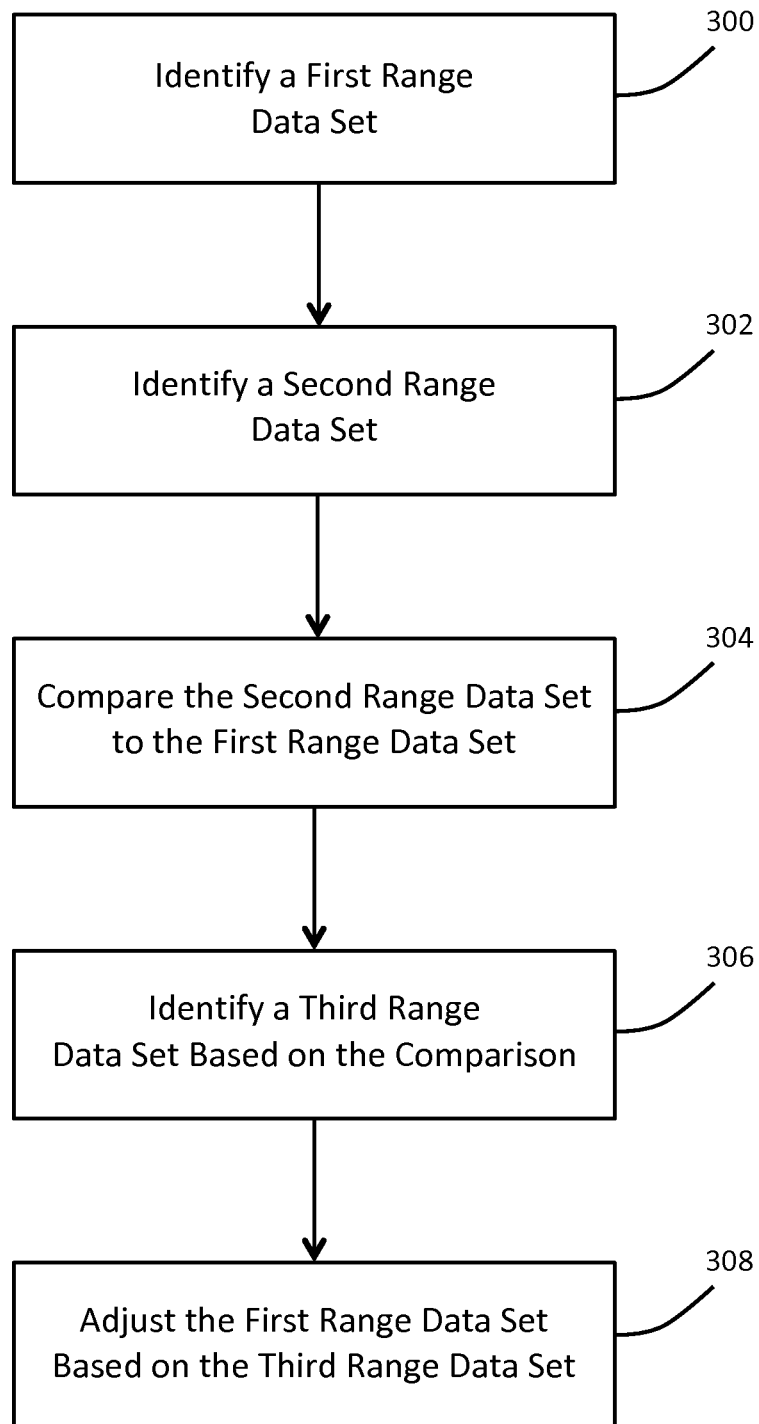 300
Identify a First Range
Data Set
302
Identify a Second Range
Data Set
304
Compare the Second Range Data Set
to the First Range Data Set
306
Identify a Third Range
Data Set Based on the Comparison
308
Adjust the First Range Data Set
Based on the Third Range Data Set